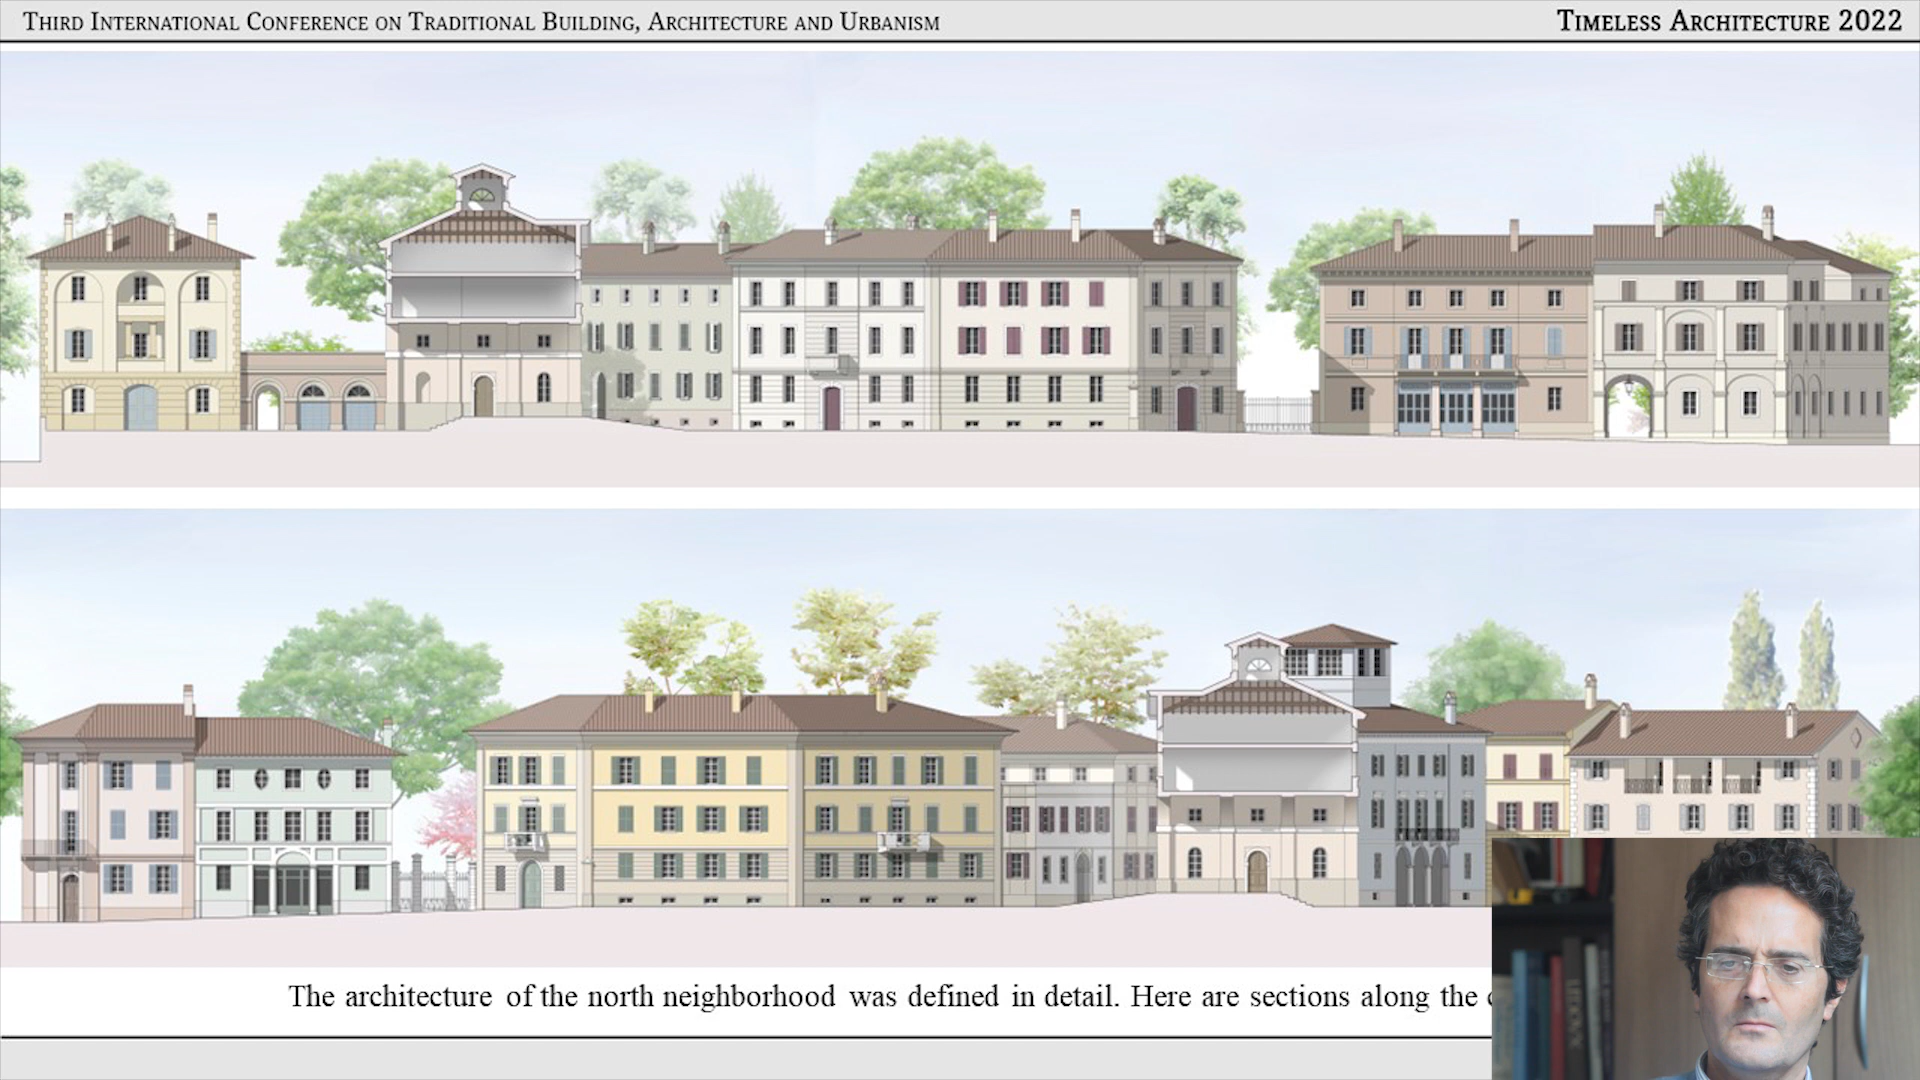 Third International Conference on Traditional Building, Architecture and Urbanism
Timeless Architecture 2022
The architecture of the north neighborhood was defined in detail. Here are sections along the